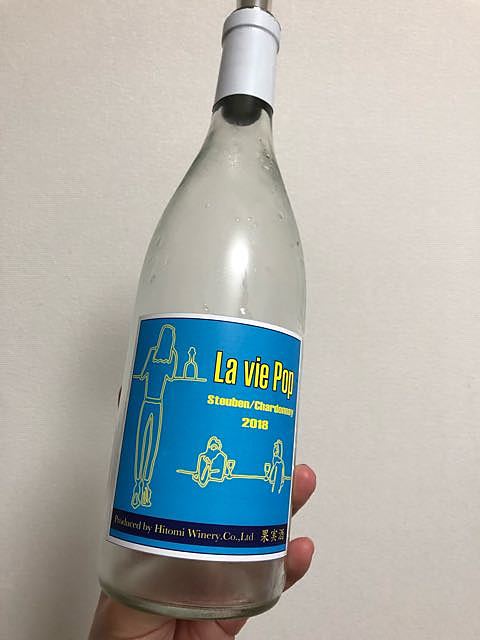 La vie Pop
Steuben/Chardonnay
2018
Produced by Hitomi Winery.Co.,Ltd 果実酒